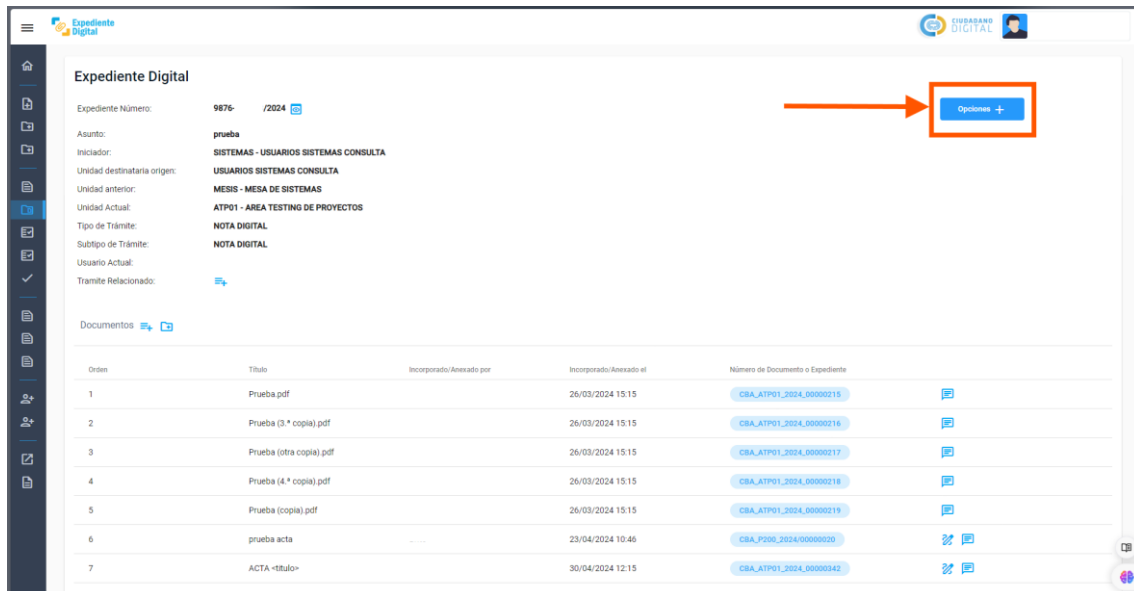 Expediente
Digital
CIUDADANO
DIGITAL
Expediente Digital
Opciones +
Expediente Número: 9876- /2024
Asunto: prueba
Iniciador: SISTEMAS - USUARIOS SISTEMAS CONSULTA
Unidad destinataria origen: USUARIOS SISTEMAS CONSULTA
Unidad anterior: MESIS - MESA DE SISTEMAS
Unidad Actual: ATP01 - AREA TESTING DE PROYECTOS
Tipo de Trámite: NOTA DIGITAL
Subtipo de Trámite: NOTA DIGITAL
Usuario Actual:
Tramite Relacionado:
Documentos
Orden Título Incorporado/Anexado por Incorporado/Anexado el Número de Documento o Expediente
1 Prueba.pdf 26/03/2024 15:15 CBA_ATP01_2024_00000215
2 Prueba (3.ª copia).pdf 26/03/2024 15:15 CBA_ATP01_2024_00000216
3 Prueba (otra copia).pdf 26/03/2024 15:15 CBA_ATP01_2024_00000217
4 Prueba (4.ª copia).pdf 26/03/2024 15:15 CBA_ATP01_2024_00000218
5 Prueba (copia).pdf 26/03/2024 15:15 CBA_ATP01_2024_00000219
6 prueba acta 23/04/2024 10:46 CBA_P200_2024/00000020
7 ACTA <titulo> 30/04/2024 12:15 CBA_ATP01_2024_00000342